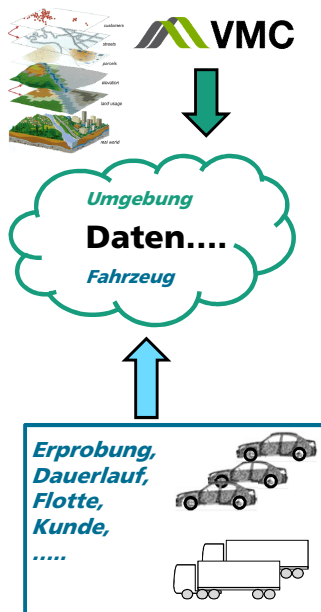 customers
VMC
streets
parcels
elevation
land usage
real world
Umgebung
Daten....
Fahrzeug
Erprobung,
Dauerlauf,
Flotte,
Kunde,
.....